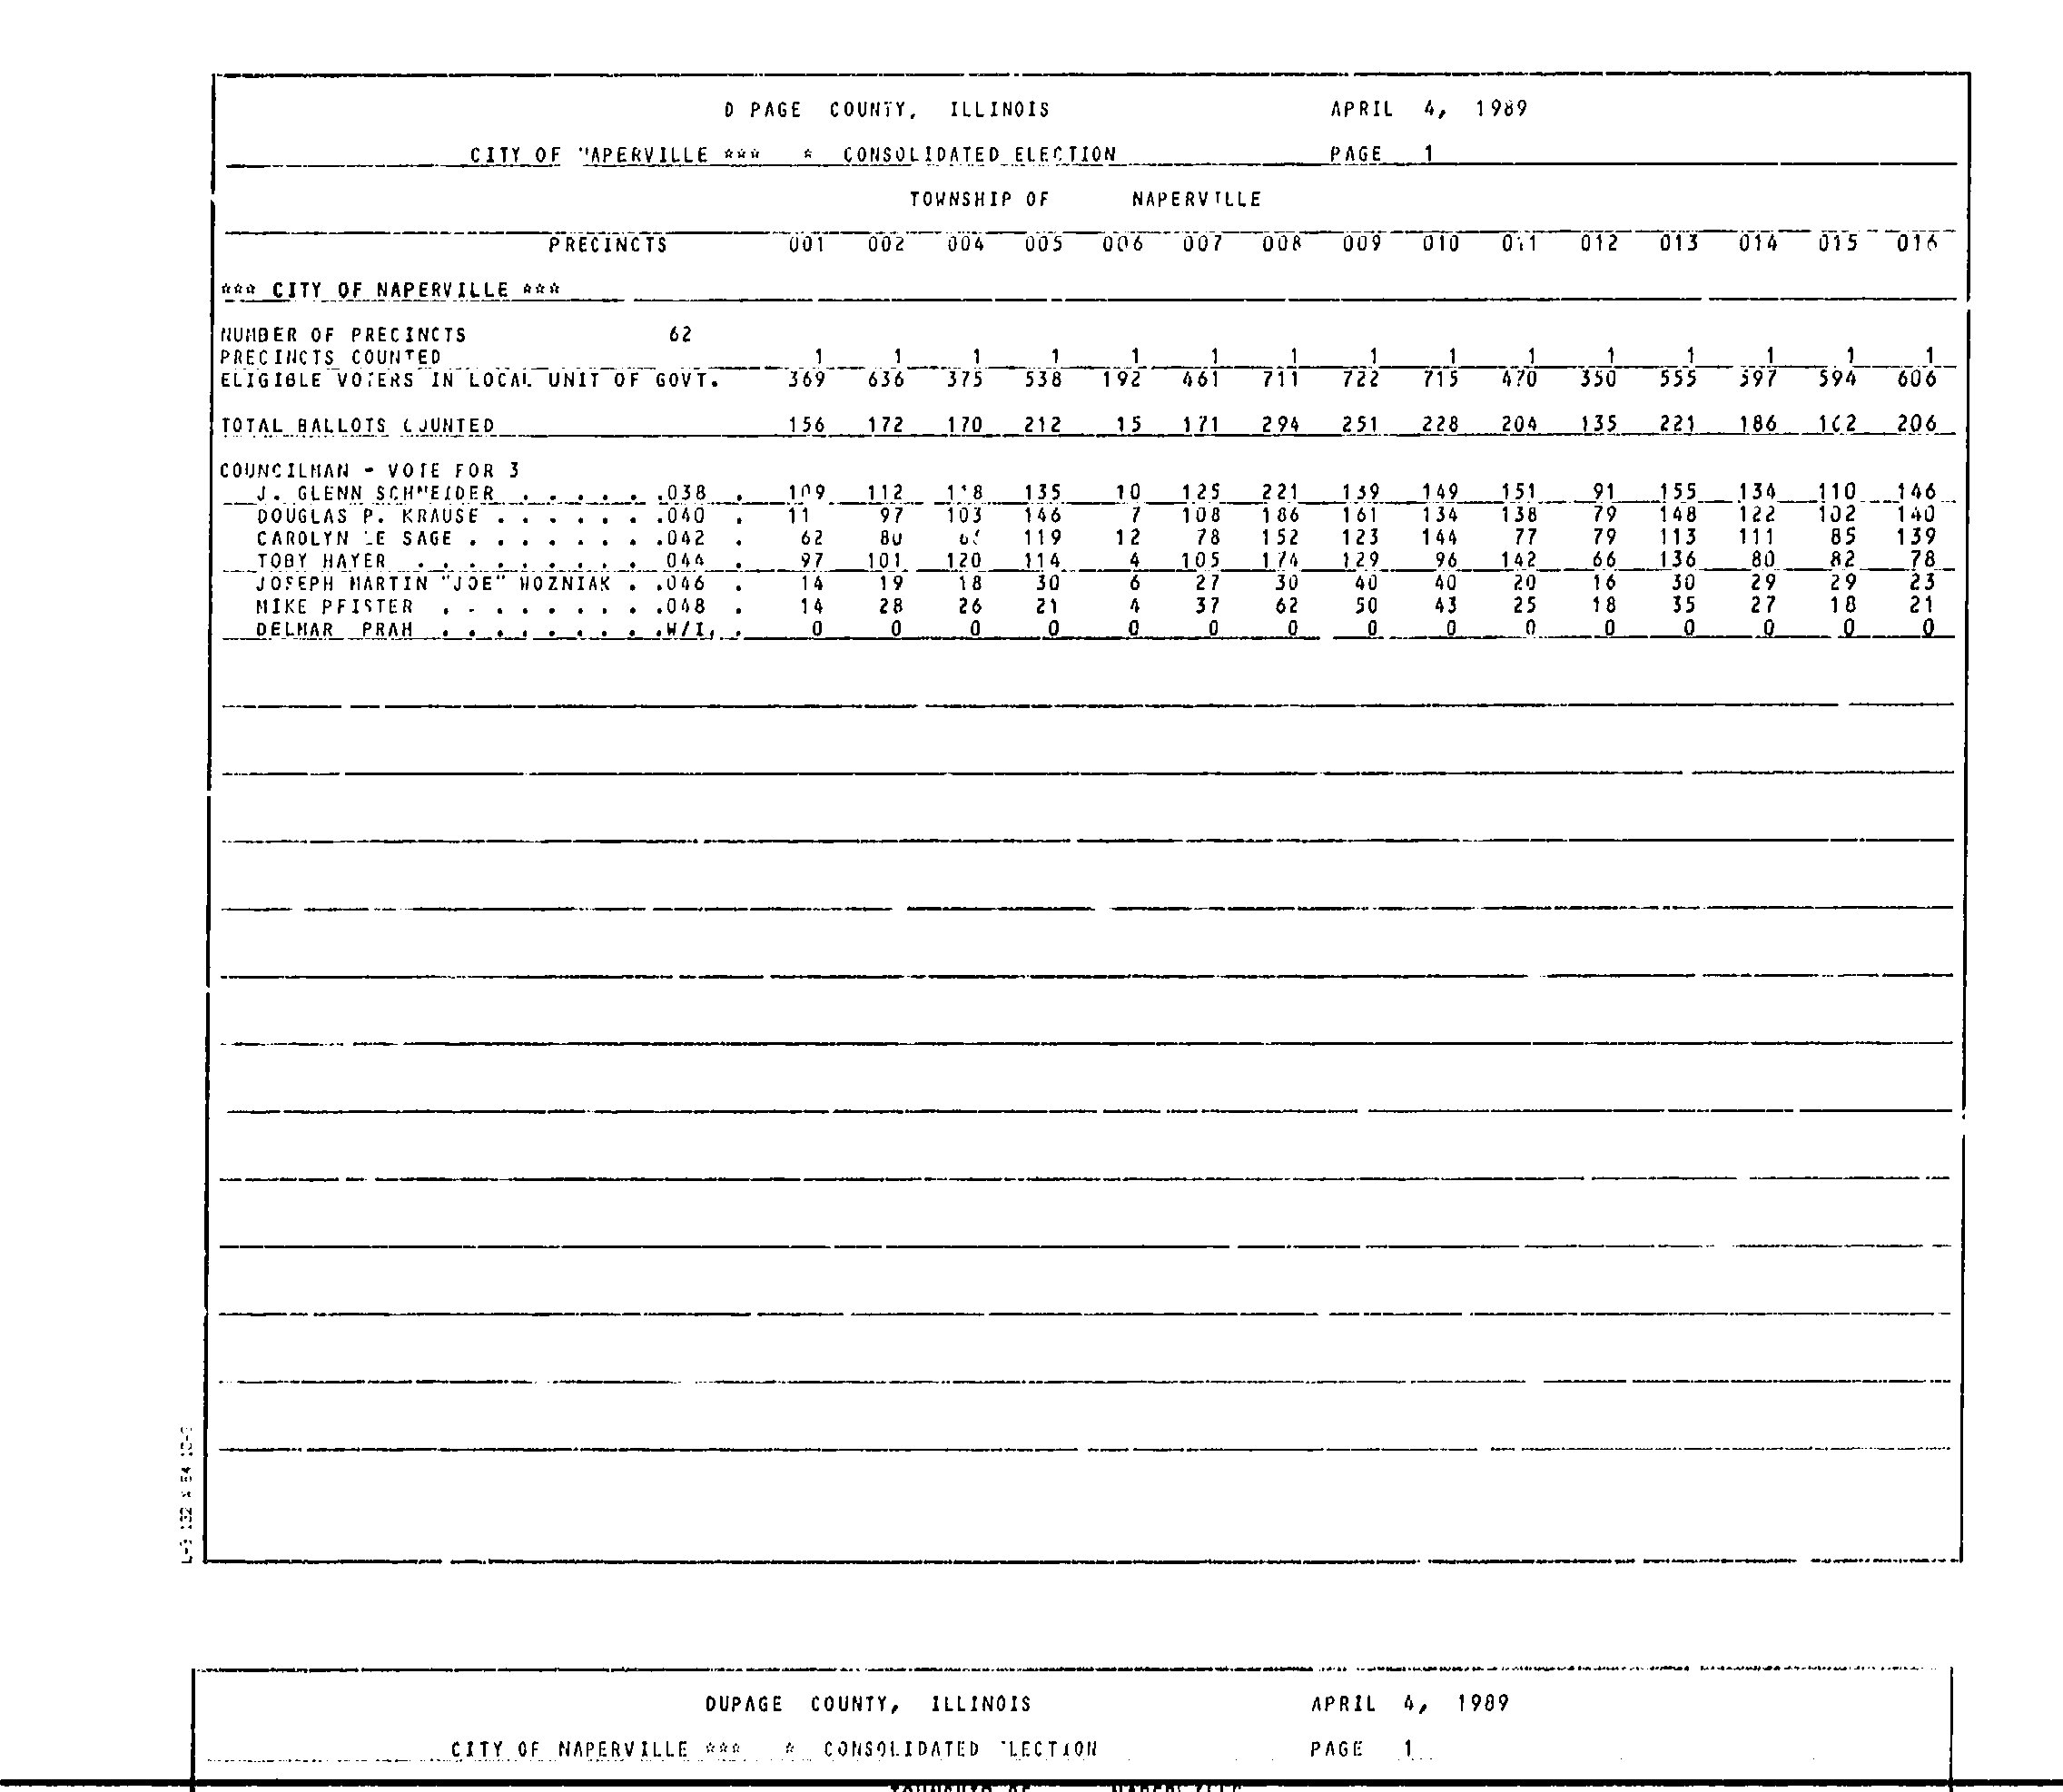 D PAGE COUNTY, ILLINOIS APRIL 4, 1989
CITY OF "APERVILLE *** * CONSOLIDATED ELECTION PAGE 1
TOWNSHIP OF NAPERVILLE
PRECINCTS 001 002 004 005 006 007 008 009 010 011 012 013 014 015 016
*** CITY OF NAPERVILLE ***
NUMBER OF PRECINCTS 62
PRECINCTS COUNTED 1 1 1 1 1 1 1 1 1 1 1 1 1 1 1
ELIGIBLE VOTERS IN LOCAL UNIT OF GOVT. 369 636 375 538 192 461 711 722 715 470 350 555 597 594 606
TOTAL BALLOTS COUNTED 156 172 170 212 15 171 294 251 228 204 135 221 186 162 206
COUNCILMAN - VOTE FOR 3
J. GLENN SCHNEIDER . . . . . .038 . 109 112 118 135 10 125 221 159 149 151 91 155 134 110 146
DOUGLAS P. KRAUSE . . . . . . .040 . 11 97 103 146 7 108 186 161 134 138 79 148 122 102 140
CAROLYN LE SAGE . . . . . . . .042 . 62 80 119 12 78 152 123 144 77 79 113 111 85 139
TOBY HAYER . . . . . . . . . 044 . 97 101 120 114 4 105 174 129 96 142 66 136 80 82 78
JOSEPH MARTIN "JOE" WOZNIAK . .046 . 14 19 18 30 6 27 30 40 40 20 16 30 29 29 23
MIKE PFISTER . . . . . . . . .048 . 14 28 26 21 4 37 62 50 43 25 18 35 27 18 21
DELMAR PRAH . . . . . . . . .W/I. . 0 0 0 0 0 0 0 0 0 0 0 0 0 0 0
DUPAGE COUNTY, ILLINOIS APRIL 4, 1989
CITY OF NAPERVILLE *** * CONSOLIDATED ELECTION PAGE 1
TOWNSHIP OF NAPERVILLE